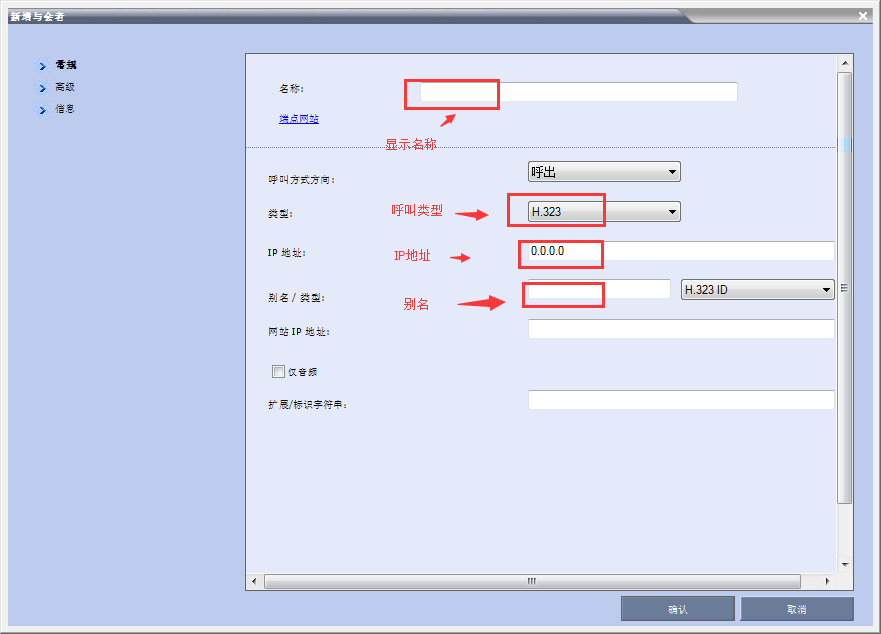 新增与会者
常规
高级
信息
名称:
端点网站
显示名称
呼叫方式方向:
呼出
类型:
呼叫类型
H.323
IP 地址:
IP地址
0.0.0.0
别名 / 类型:
别名
H.323 ID
网站 IP 地址:
仅音频
扩展/标识字符串:
确认
取消